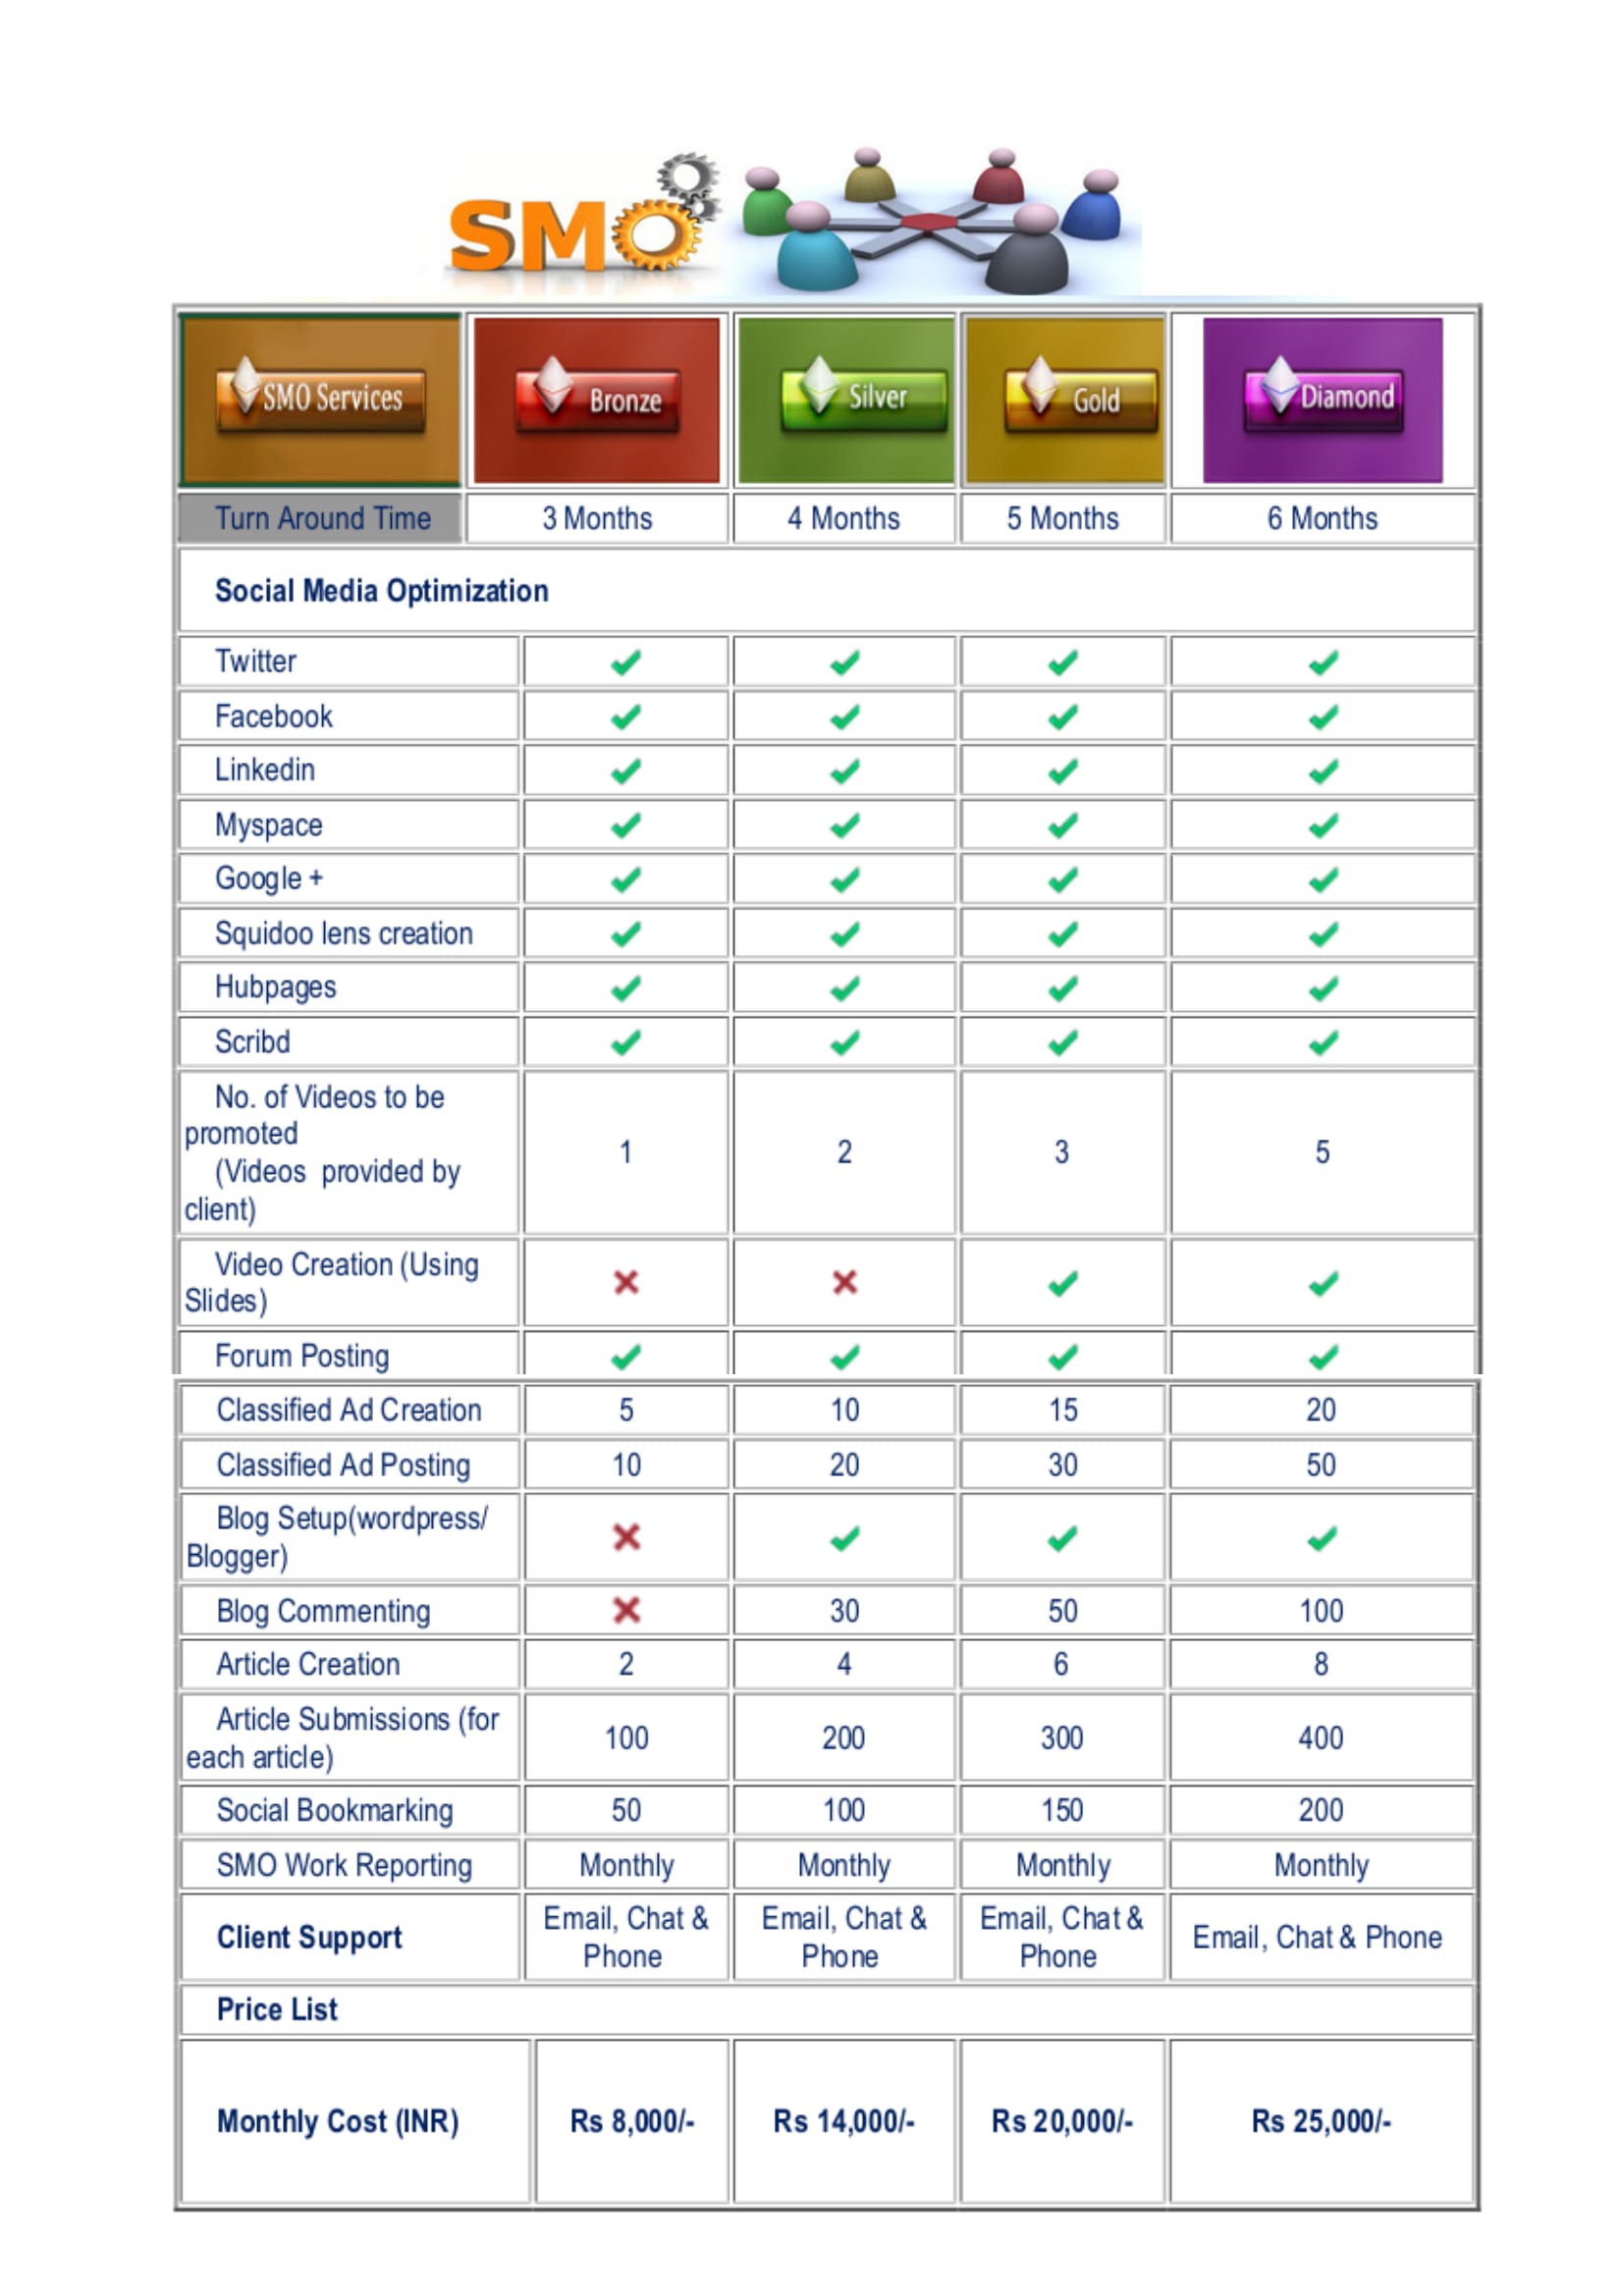 SMO
SMO Services Bronze Silver Gold Diamond
Turn Around Time 3 Months 4 Months 5 Months 6 Months
Social Media Optimization
Twitter
Facebook
Linkedin
Myspace
Google +
Squidoo lens creation
Hubpages
Scribd
No. of Videos to be
promoted
(Videos provided by
client)
1 2 3 5
Video Creation (Using
Slides)
Forum Posting
Classified Ad Creation 5 10 15 20
Classified Ad Posting 10 20 30 50
Blog Setup(wordpress/
Blogger)
Blog Commenting 30 50 100
Article Creation 2 4 6 8
Article Submissions (for
each article)
100 200 300 400
Social Bookmarking 50 100 150 200
SMO Work Reporting Monthly Monthly Monthly Monthly
Client Support
Email, Chat &
Phone
Email, Chat &
Phone
Email, Chat &
Phone
Email, Chat & Phone
Price List
Monthly Cost (INR) Rs 8,000/- Rs 14,000/- Rs 20,000/- Rs 25,000/-